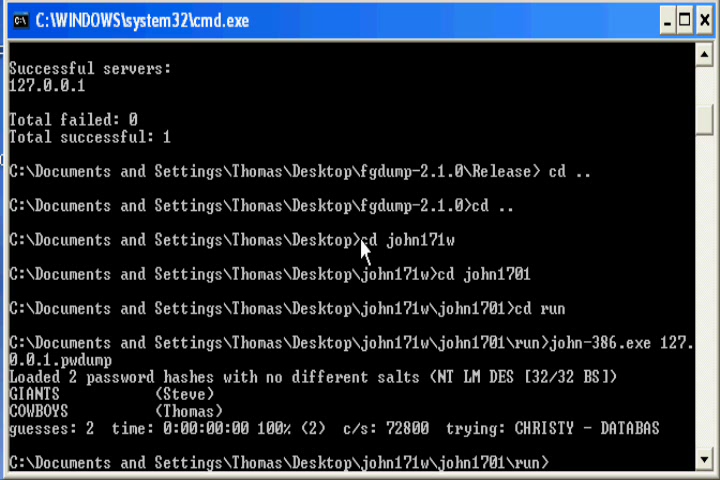 C:\WINDOWS\system32\cmd.exe
Successful servers:
127.0.0.1
Total failed: 0
Total successful: 1
C:\Documents and Settings\Thomas\Desktop\fgdump-2.1.0\Release> cd ..
C:\Documents and Settings\Thomas\Desktop\fgdump-2.1.0>cd ..
C:\Documents and Settings\Thomas\Desktop>cd john171w
C:\Documents and Settings\Thomas\Desktop\john171w>cd john1701
C:\Documents and Settings\Thomas\Desktop\john171w\john1701>cd run
C:\Documents and Settings\Thomas\Desktop\john171w\john1701\run>john-386.exe 127.
0.0.1.pwdump
Loaded 2 password hashes with no different salts (NT LM DES [32/32 BS])
GIANTS (Steve)
COWBOYS (Thomas)
guesses: 2 time: 0:00:00:00 100% (2) c/s: 72800 trying: CHRISTY - DATABAS
C:\Documents and Settings\Thomas\Desktop\john171w\john1701\run>